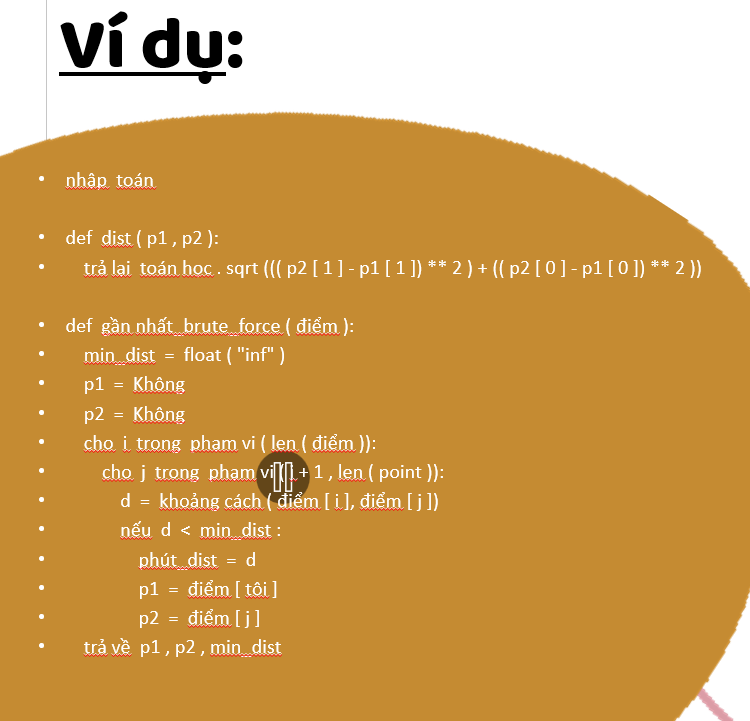 Ví dụ:
• nhập toán
• def dist ( p1 , p2 ):
• trả lại toán học . sqrt ((( p2 [ 1 ] - p1 [ 1 ]) ** 2 ) + (( p2 [ 0 ] - p1 [ 0 ]) ** 2 ))
• def gần nhất_brute_force ( điểm ):
• min_dist = float ( "inf" )
• p1 = Không
• p2 = Không
• cho i trong phạm vi ( len ( điểm )):
• cho j trong phạm vi ( i + 1 , len ( point )):
• d = khoảng cách ( điểm [ i ], điểm [ j ])
• nếu d < min_dist :
• phút_dist = d
• p1 = điểm [ tôi ]
• p2 = điểm [ j ]
• trả về p1 , p2 , min_dist